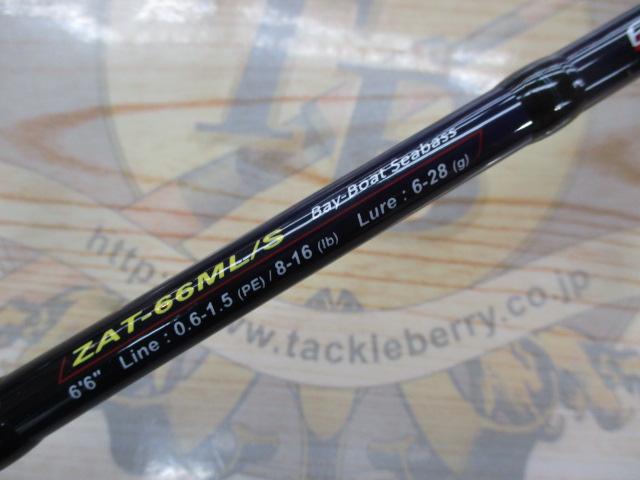 ZAT-66ML/S Bay-Boat Seabass
6'6" Line : 0.6-1.5 (PE) / 8-16 (lb) Lure : 6-28 (g)
TB
http://www.tackleberry.co.jp